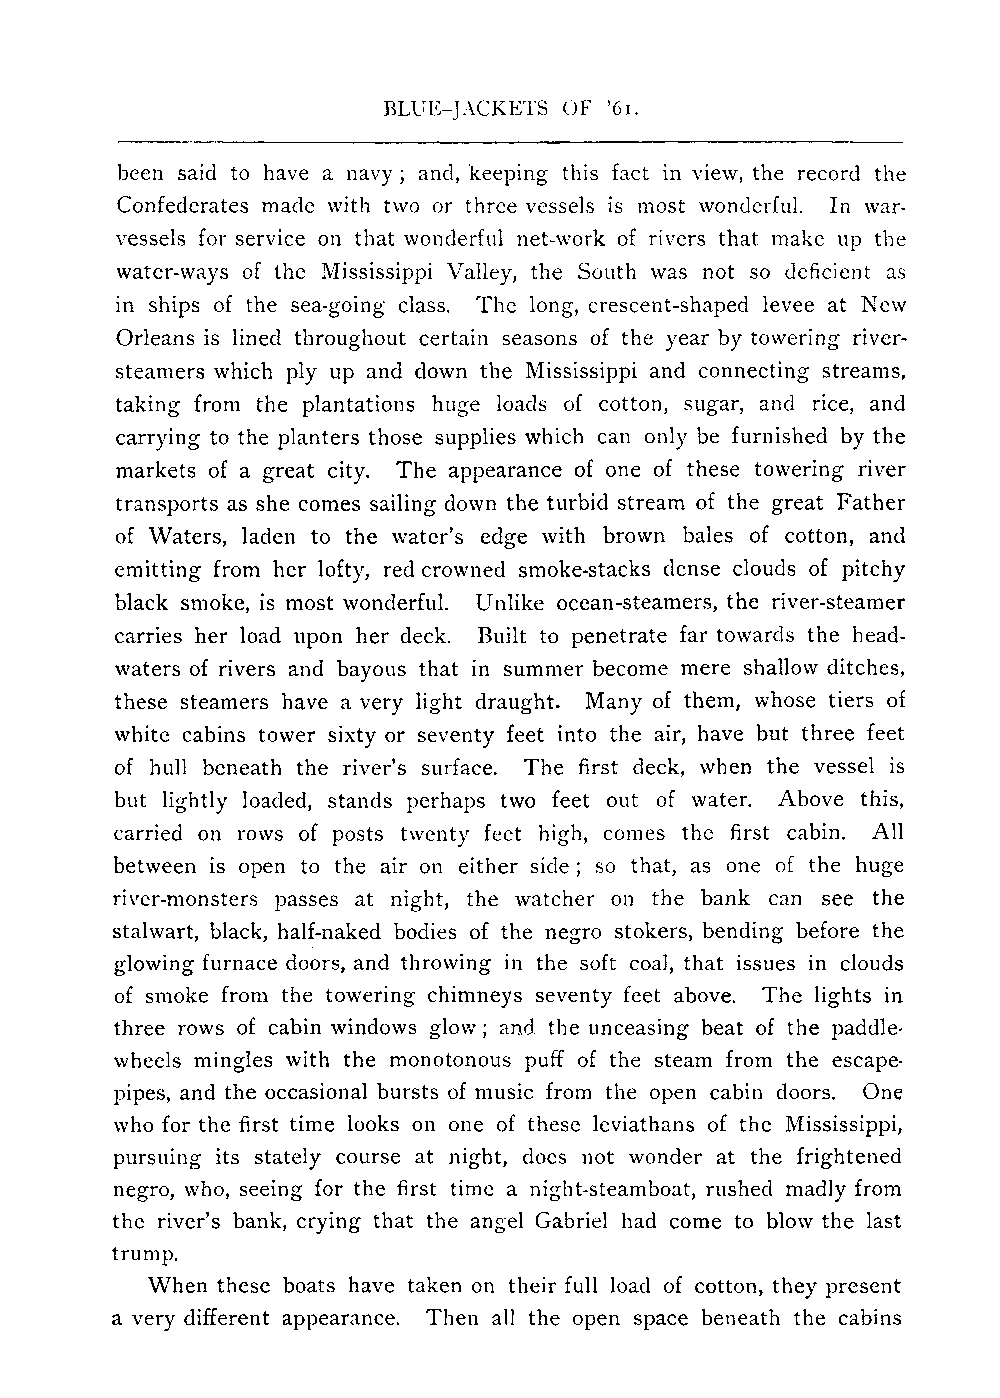 BLUE-JACKETS OF '61.
been said to have a navy; and, keeping this fact in view, the record the
Confederates made with two or three vessels is most wonderful. In war-
vessels for service on that wonderful net-work of rivers that make up the
water-ways of the Mississippi Valley, the South was not so deficient as
in ships of the sea-going class. The long, crescent-shaped levee at New
Orleans is lined throughout certain seasons of the year by towering river-
steamers which ply up and down the Mississippi and connecting streams,
taking from the plantations huge loads of cotton, sugar, and rice, and
carrying to the planters those supplies which can only be furnished by the
markets of a great city. The appearance of one of these towering river
transports as she comes sailing down the turbid stream of the great Father
of Waters, laden to the water's edge with brown bales of cotton, and
emitting from her lofty, red crowned smoke-stacks dense clouds of pitchy
black smoke, is most wonderful. Unlike ocean-steamers, the river-steamer
carries her load upon her deck. Built to penetrate far towards the head-
waters of rivers and bayous that in summer become mere shallow ditches,
these steamers have a very light draught. Many of them, whose tiers of
white cabins tower sixty or seventy feet into the air, have but three feet
of hull beneath the river's surface. The first deck, when the vessel is
but lightly loaded, stands perhaps two feet out of water. Above this,
carried on rows of posts twenty feet high, comes the first cabin. All
between is open to the air on either side; so that, as one of the huge
river-monsters passes at night, the watcher on the bank can see the
stalwart, black, half-naked bodies of the negro stokers, bending before the
glowing furnace doors, and throwing in the soft coal, that issues in clouds
of smoke from the towering chimneys seventy feet above. The lights in
three rows of cabin windows glow; and the unceasing beat of the paddle-
wheels mingles with the monotonous puff of the steam from the escape-
pipes, and the occasional bursts of music from the open cabin doors. One
who for the first time looks on one of these leviathans of the Mississippi,
pursuing its stately course at night, does not wonder at the frightened
negro, who, seeing for the first time a night-steamboat, rushed madly from
the river's bank, crying that the angel Gabriel had come to blow the last
trump.
When these boats have taken on their full load of cotton, they present
a very different appearance. Then all the open space beneath the cabins